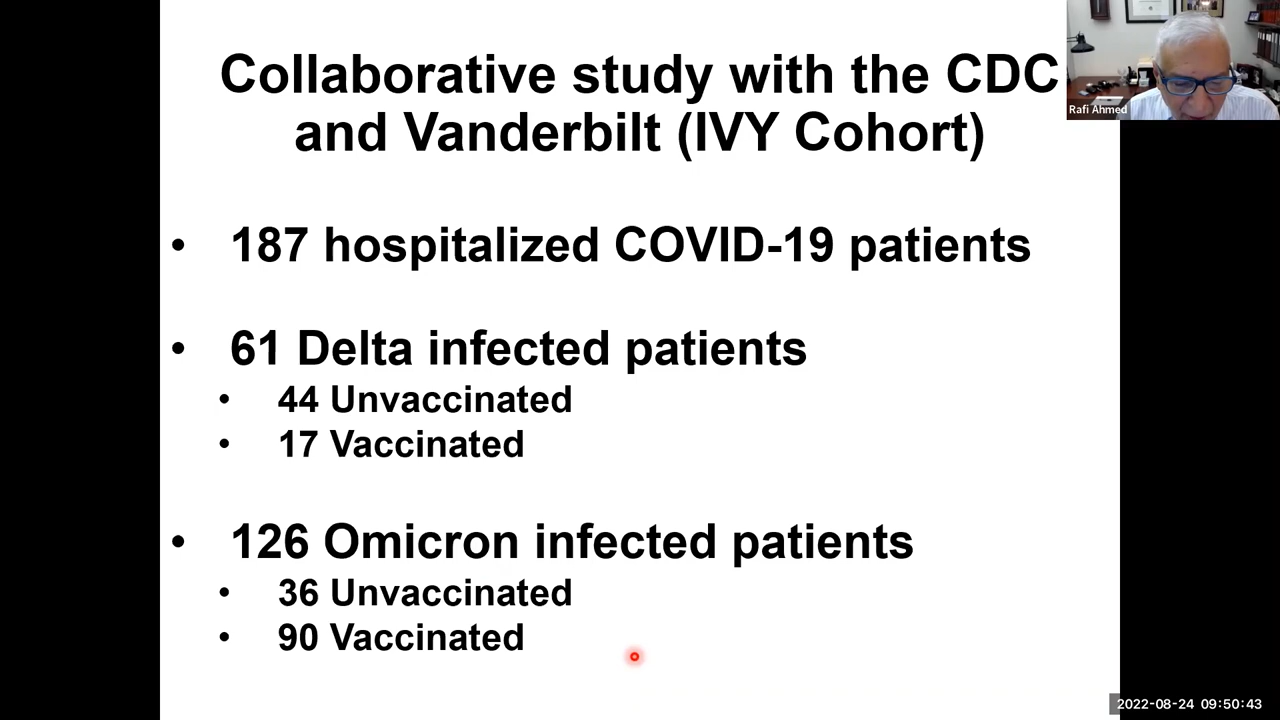 Collaborative study with the CDC
and Vanderbilt (IVY Cohort)
Rafi Ahmed
• 187 hospitalized COVID-19 patients
• 61 Delta infected patients
• 44 Unvaccinated
• 17 Vaccinated
• 126 Omicron infected patients
• 36 Unvaccinated
• 90 Vaccinated
2022-08-24 09:50:43